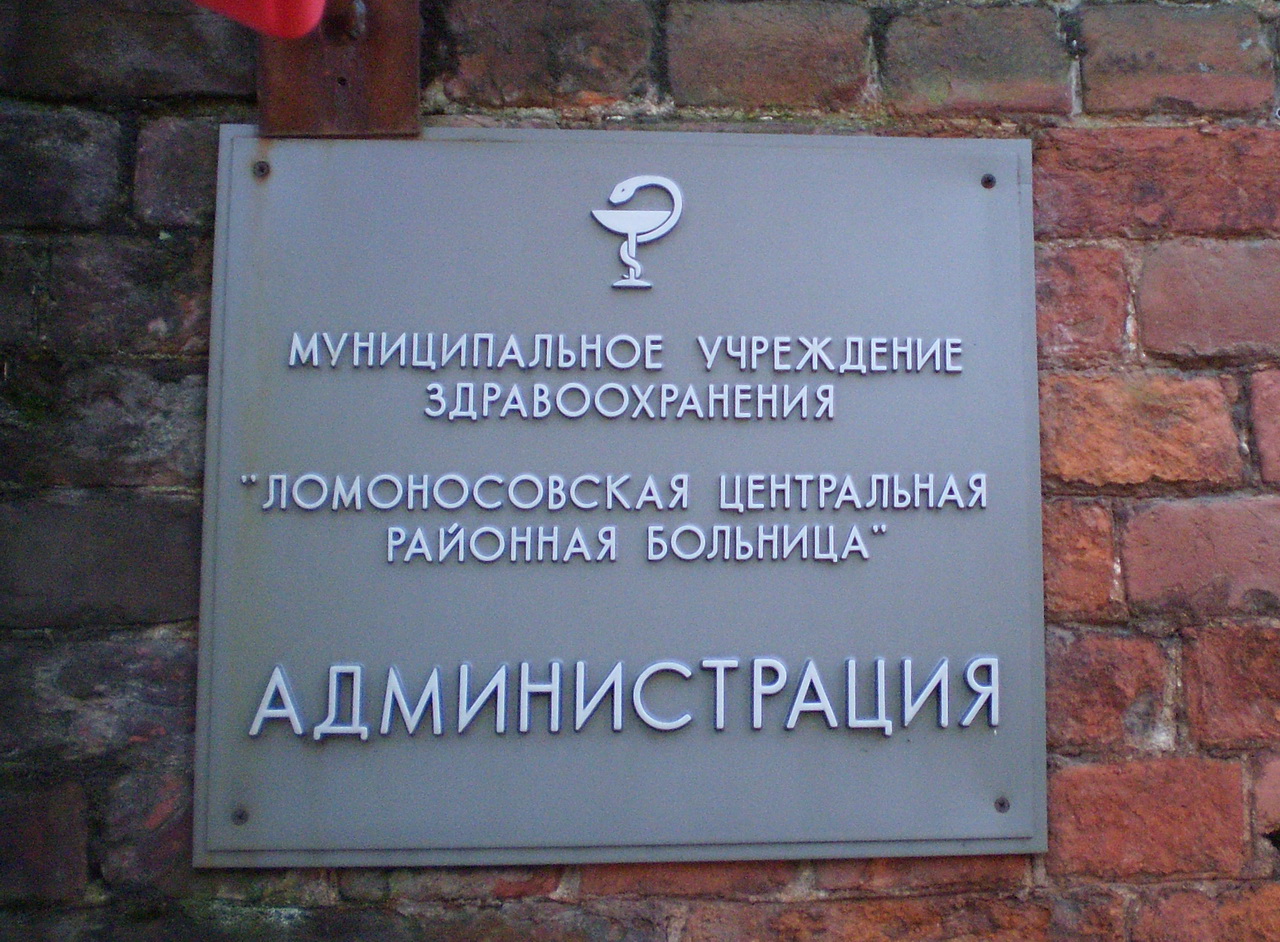 МУНИЦИПАЛЬНОЕ УЧРЕЖДЕНИЕ
ЗДРАВООХРАНЕНИЯ
"ЛОМОНОСОВСКАЯ ЦЕНТРАЛЬНАЯ
РАЙОННАЯ БОЛЬНИЦА"
АДМИНИСТРАЦИЯ